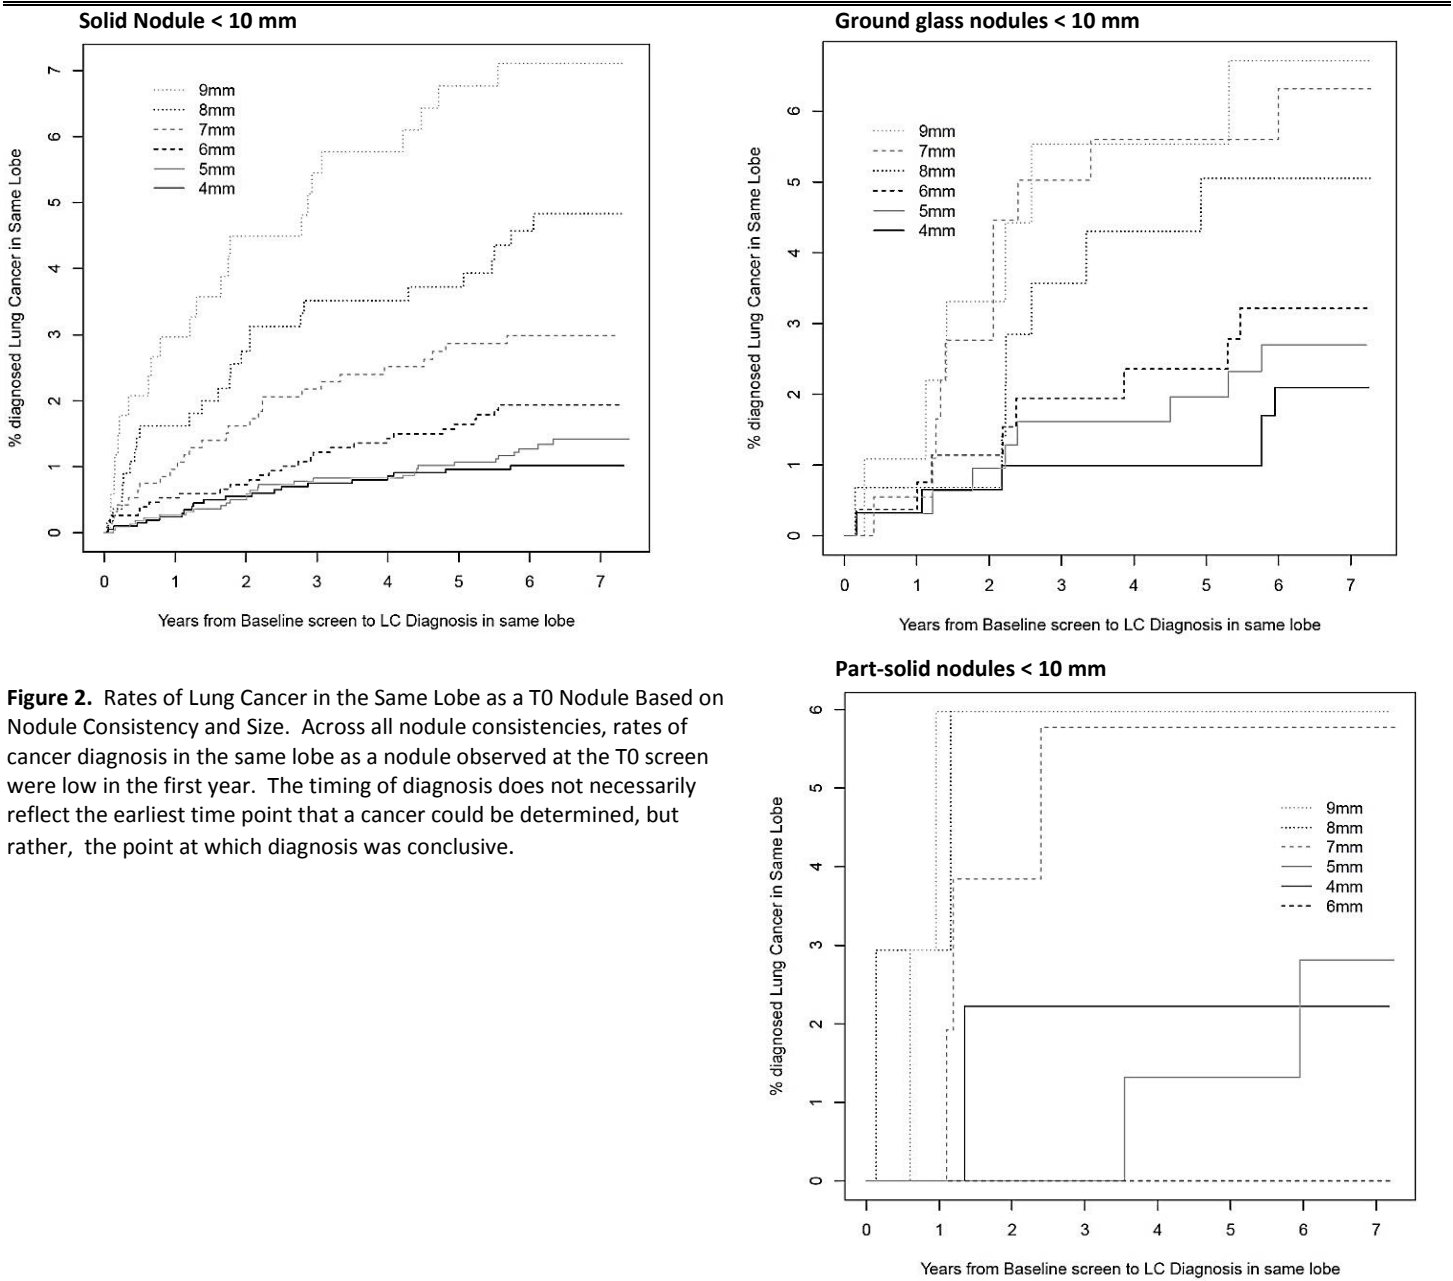 Solid Nodule < 10 mm
7
6
5
4
3
2
1
0
% diagnosed Lung Cancer in Same Lobe
9mm
8mm
7mm
6mm
5mm
4mm
0 1 2 3 4 5 6 7
Years from Baseline screen to LC Diagnosis in same lobe
Ground glass nodules < 10 mm
6
5
4
3
2
1
0
% diagnosed Lung Cancer in Same Lobe
9mm
7mm
8mm
6mm
5mm
4mm
0 1 2 3 4 5 6 7
Years from Baseline screen to LC Diagnosis in same lobe
Figure 2. Rates of Lung Cancer in the Same Lobe as a T0 Nodule Based on
Nodule Consistency and Size. Across all nodule consistencies, rates of
cancer diagnosis in the same lobe as a nodule observed at the T0 screen
were low in the first year. The timing of diagnosis does not necessarily
reflect the earliest time point that a cancer could be determined, but
rather, the point at which diagnosis was conclusive.
Part-solid nodules < 10 mm
6
5
4
3
2
1
0
% diagnosed Lung Cancer in Same Lobe
9mm
8mm
7mm
5mm
4mm
6mm
0 1 2 3 4 5 6 7
Years from Baseline screen to LC Diagnosis in same lobe